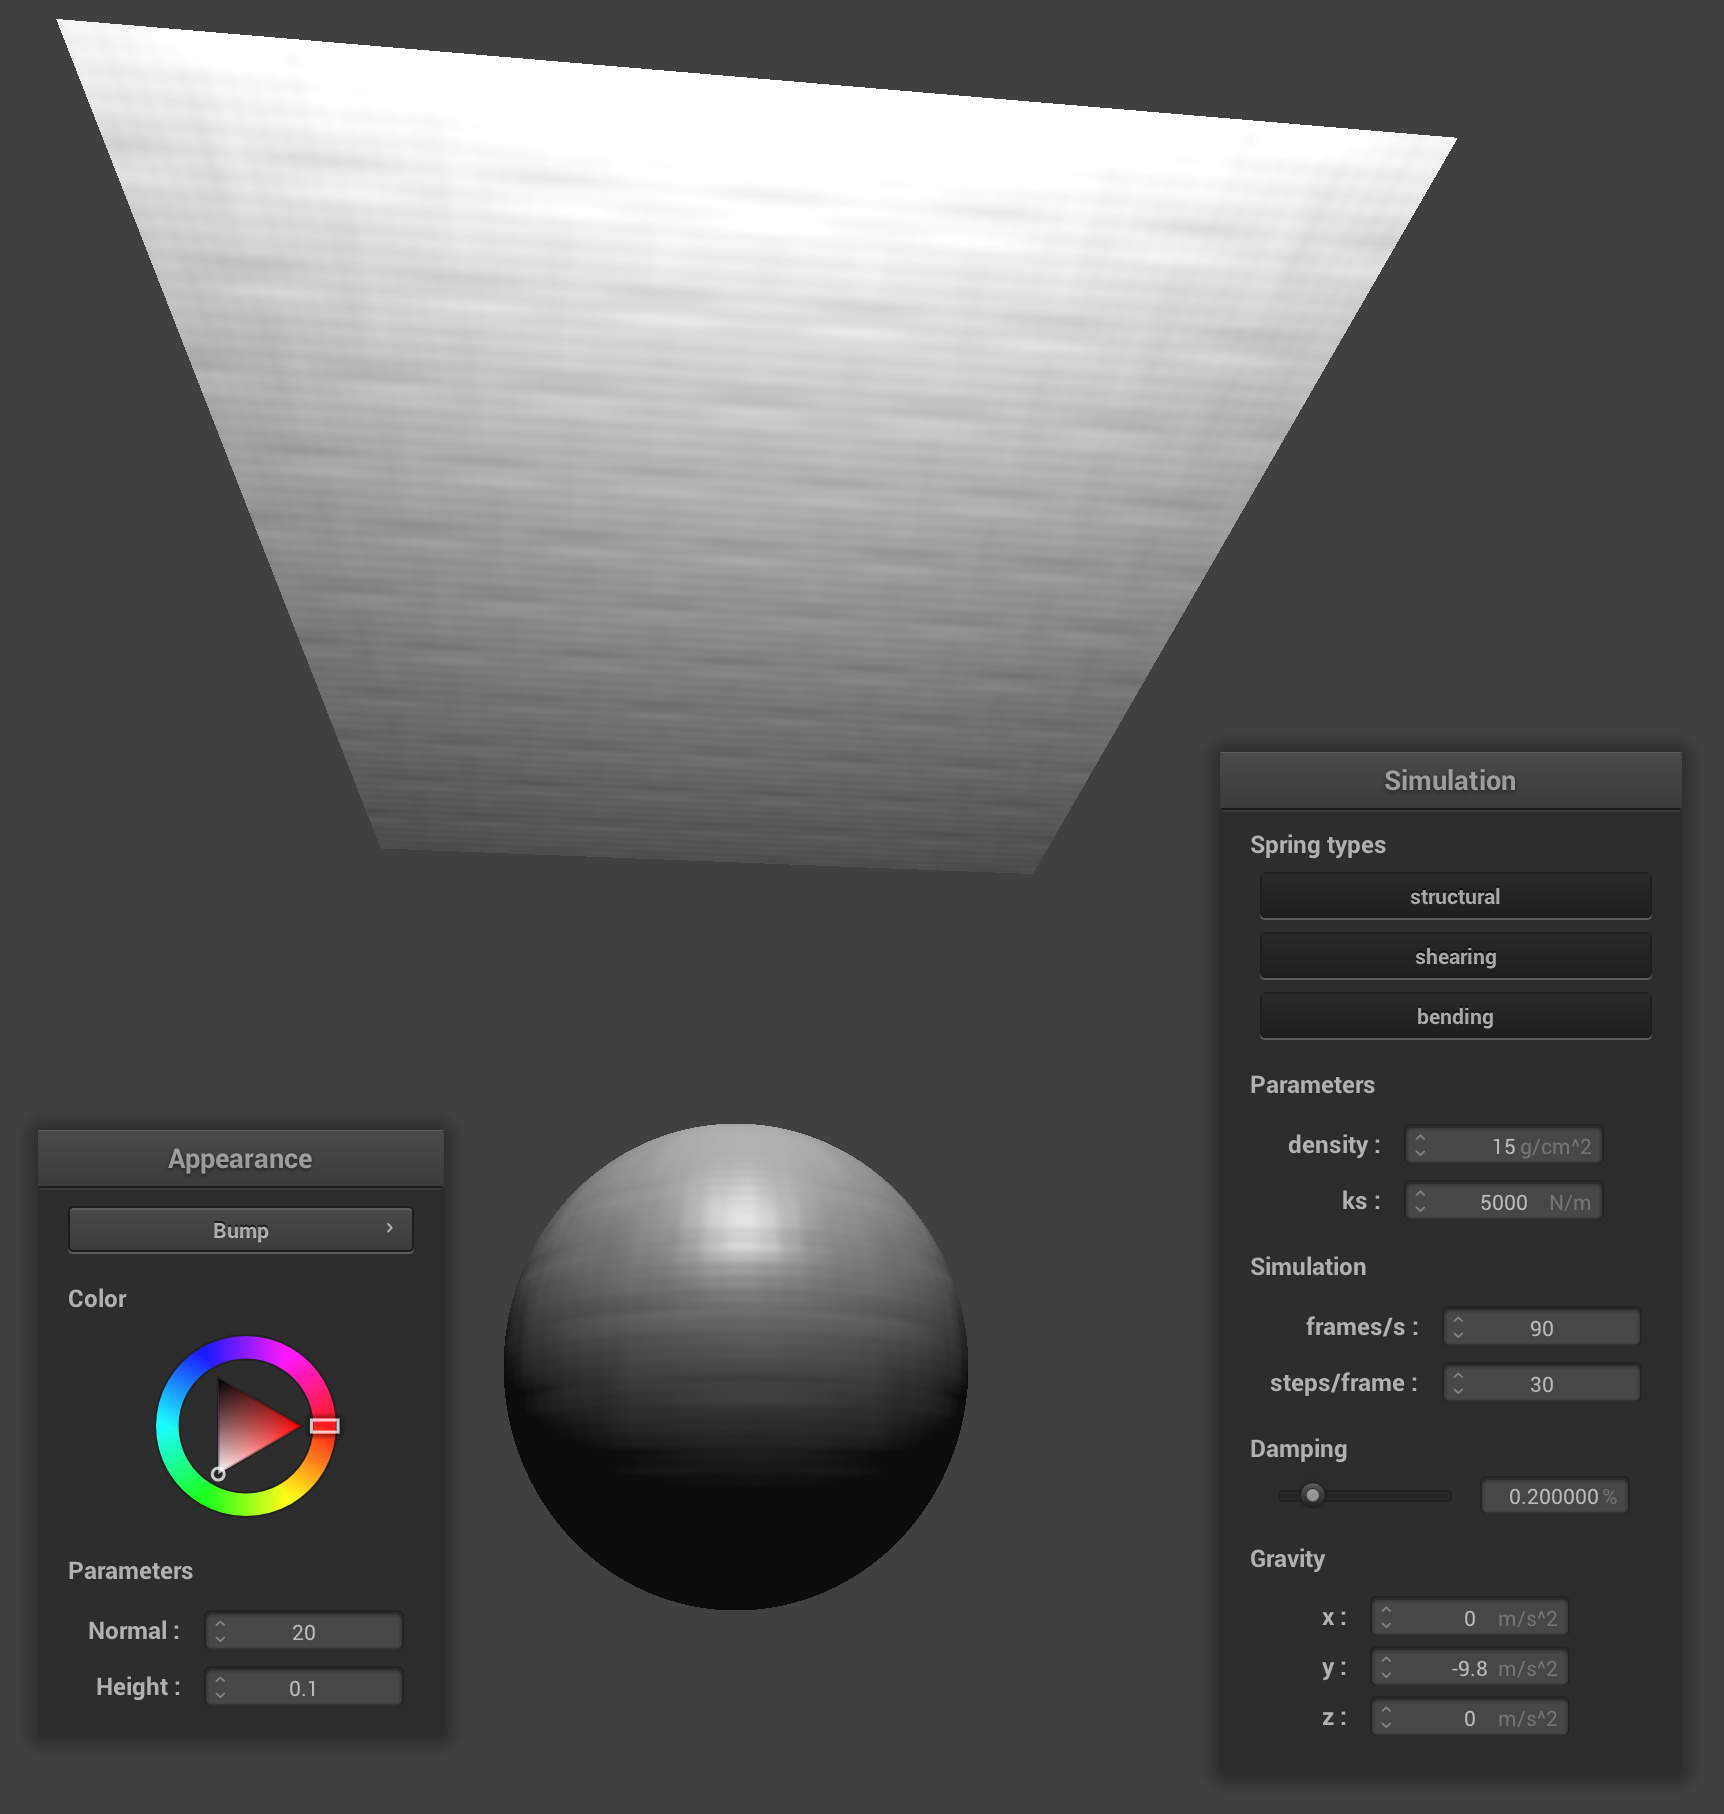 Simulation
Spring types
structural
shearing
bending
Parameters
density : 15 g/cm^2
ks : 5000 N/m
Simulation
frames/s : 90
steps/frame : 30
Damping
0.200000 %
Gravity
x : 0 m/s^2
y : -9.8 m/s^2
z : 0 m/s^2
Appearance
Bump
Color
Parameters
Normal : 20
Height : 0.1